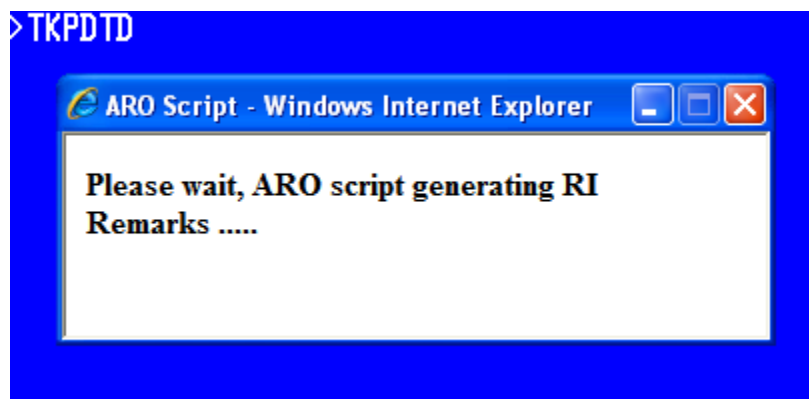 >TKPDTD
ARO Script - Windows Internet Explorer
Please wait, ARO script generating RI
Remarks .....